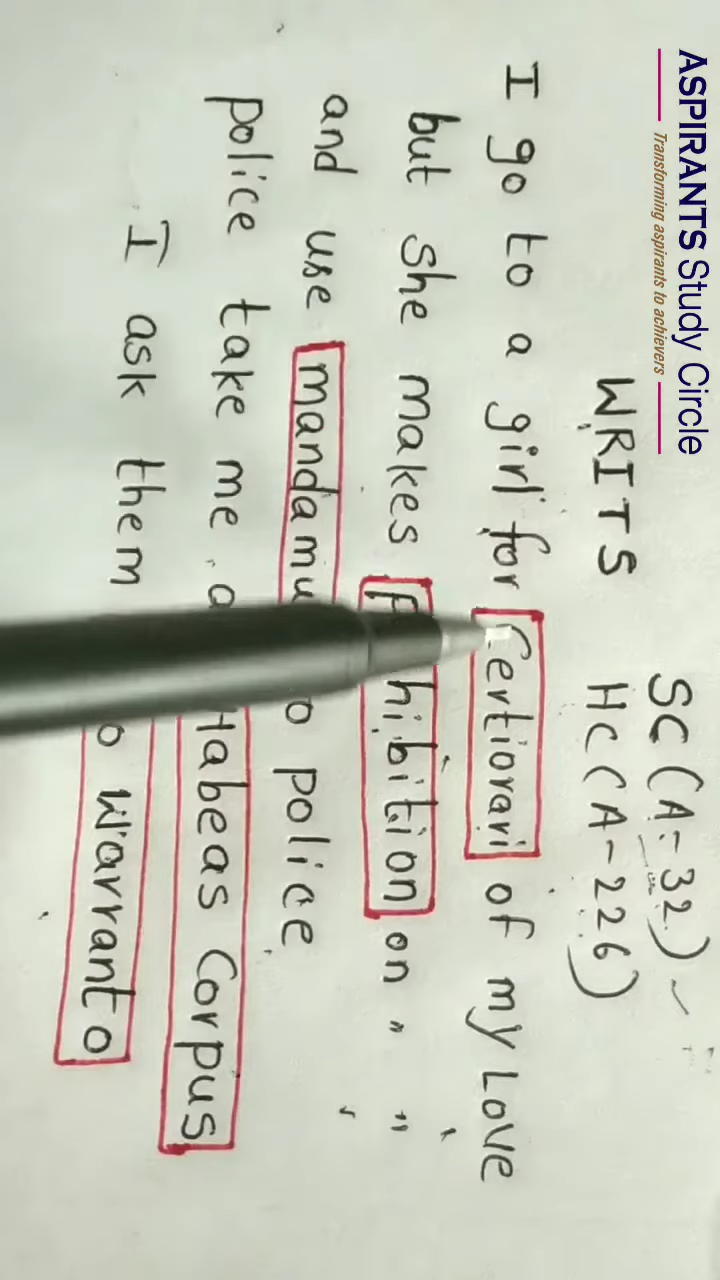 ASPIRANTS Study Circle
Transforming aspirants to achievers
WRITS
SC (A-32)
HC (A-226)
I go to a girl for Certiorari of my Love
but she makes hibition on " "
and use mandamu o police
police take me a Habeas Corpus
I ask them o Warranto